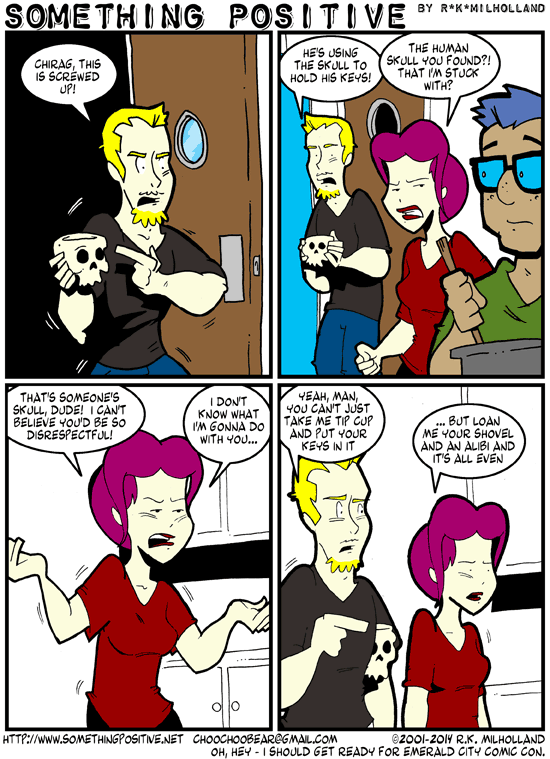 SOMETHING POSITIVE BY R*K*MILHOLLAND
CHIRAG, THIS
IS SCREWED
UP!
HE'S USING
THE SKULL TO
HOLD HIS KEYS!
THE HUMAN
SKULL YOU FOUND?!
THAT I'M STUCK
WITH?
THAT'S SOMEONE'S
SKULL, DUDE! I CAN'T
BELIEVE YOU'D BE SO
DISRESPECTFUL!
I DON'T
KNOW WHAT
I'M GONNA DO
WITH YOU...
YEAH, MAN,
YOU CAN'T JUST
TAKE ME TIP CUP
AND PUT YOUR
KEYS IN IT
... BUT LOAN
ME YOUR SHOVEL
AND AN ALIBI AND
IT'S ALL EVEN
HTTP://WWW.SOMETHINGPOSITIVE.NET CHOOCHOOBEAR@GMAIL.COM ©2001-2014 R.K. MILHOLLAND
OH, HEY - I SHOULD GET READY FOR EMERALD CITY COMIC CON.